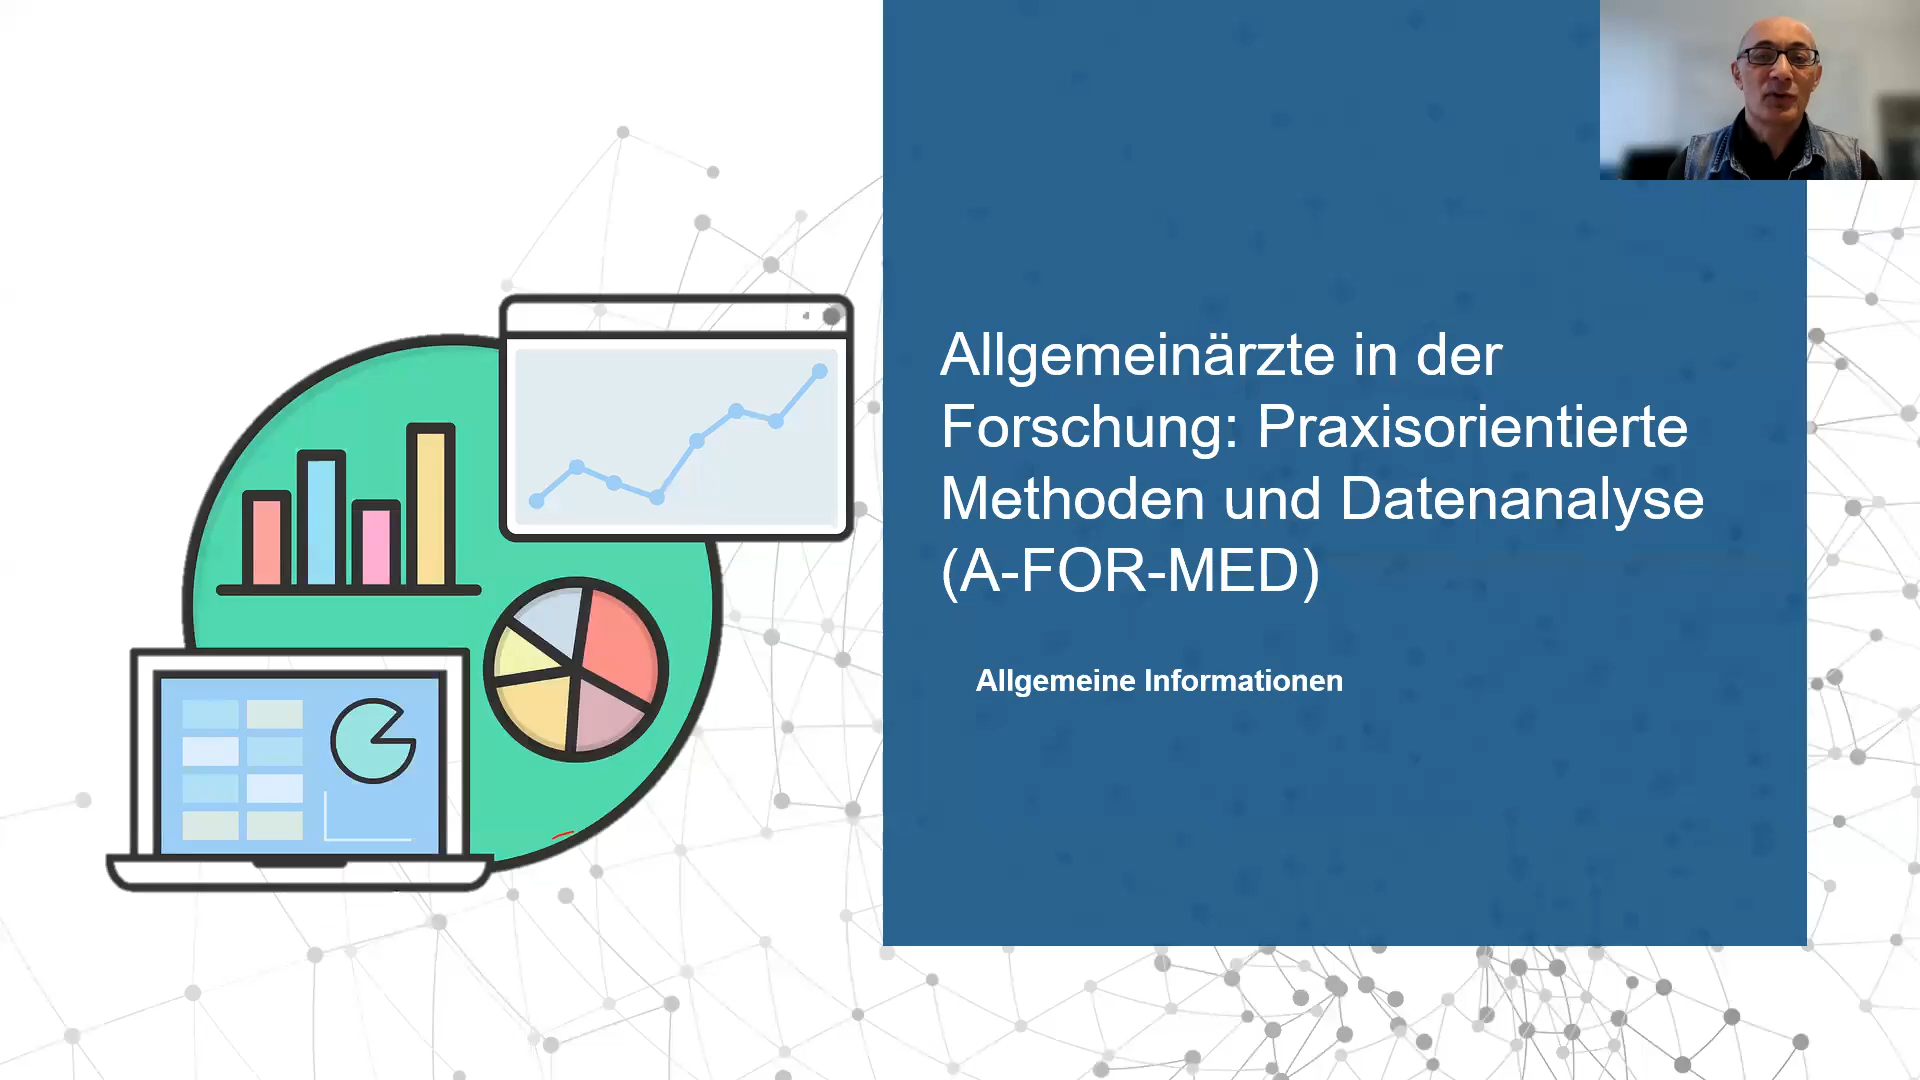 Allgemeinärzte in der
Forschung: Praxisorientierte
Methoden und Datenanalyse
(A-FOR-MED)
Allgemeine Informationen